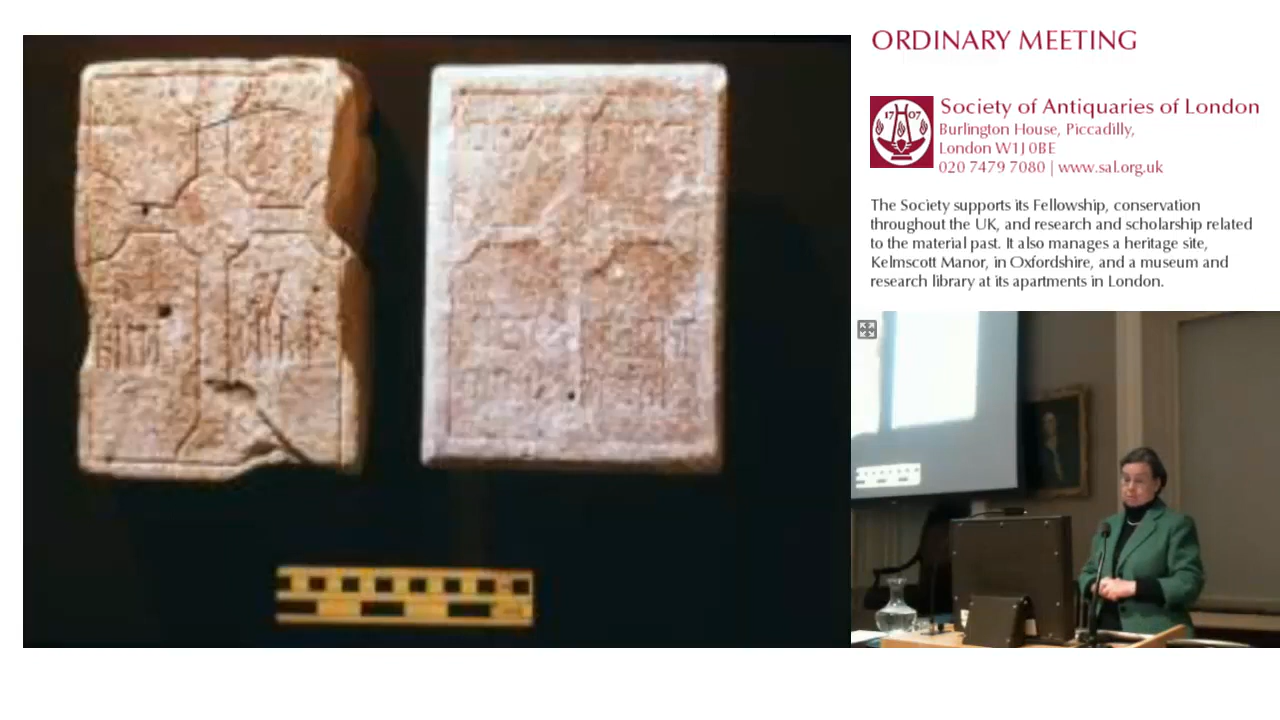 ORDINARY MEETING
17 07
Society of Antiquaries of London
Burlington House, Piccadilly,
London W1J 0BE
020 7479 7080 | www.sal.org.uk
The Society supports its Fellowship, conservation
throughout the UK, and research and scholarship related
to the material past. It also manages a heritage site,
Kelmscott Manor, in Oxfordshire, and a museum and
research library at its apartments in London.